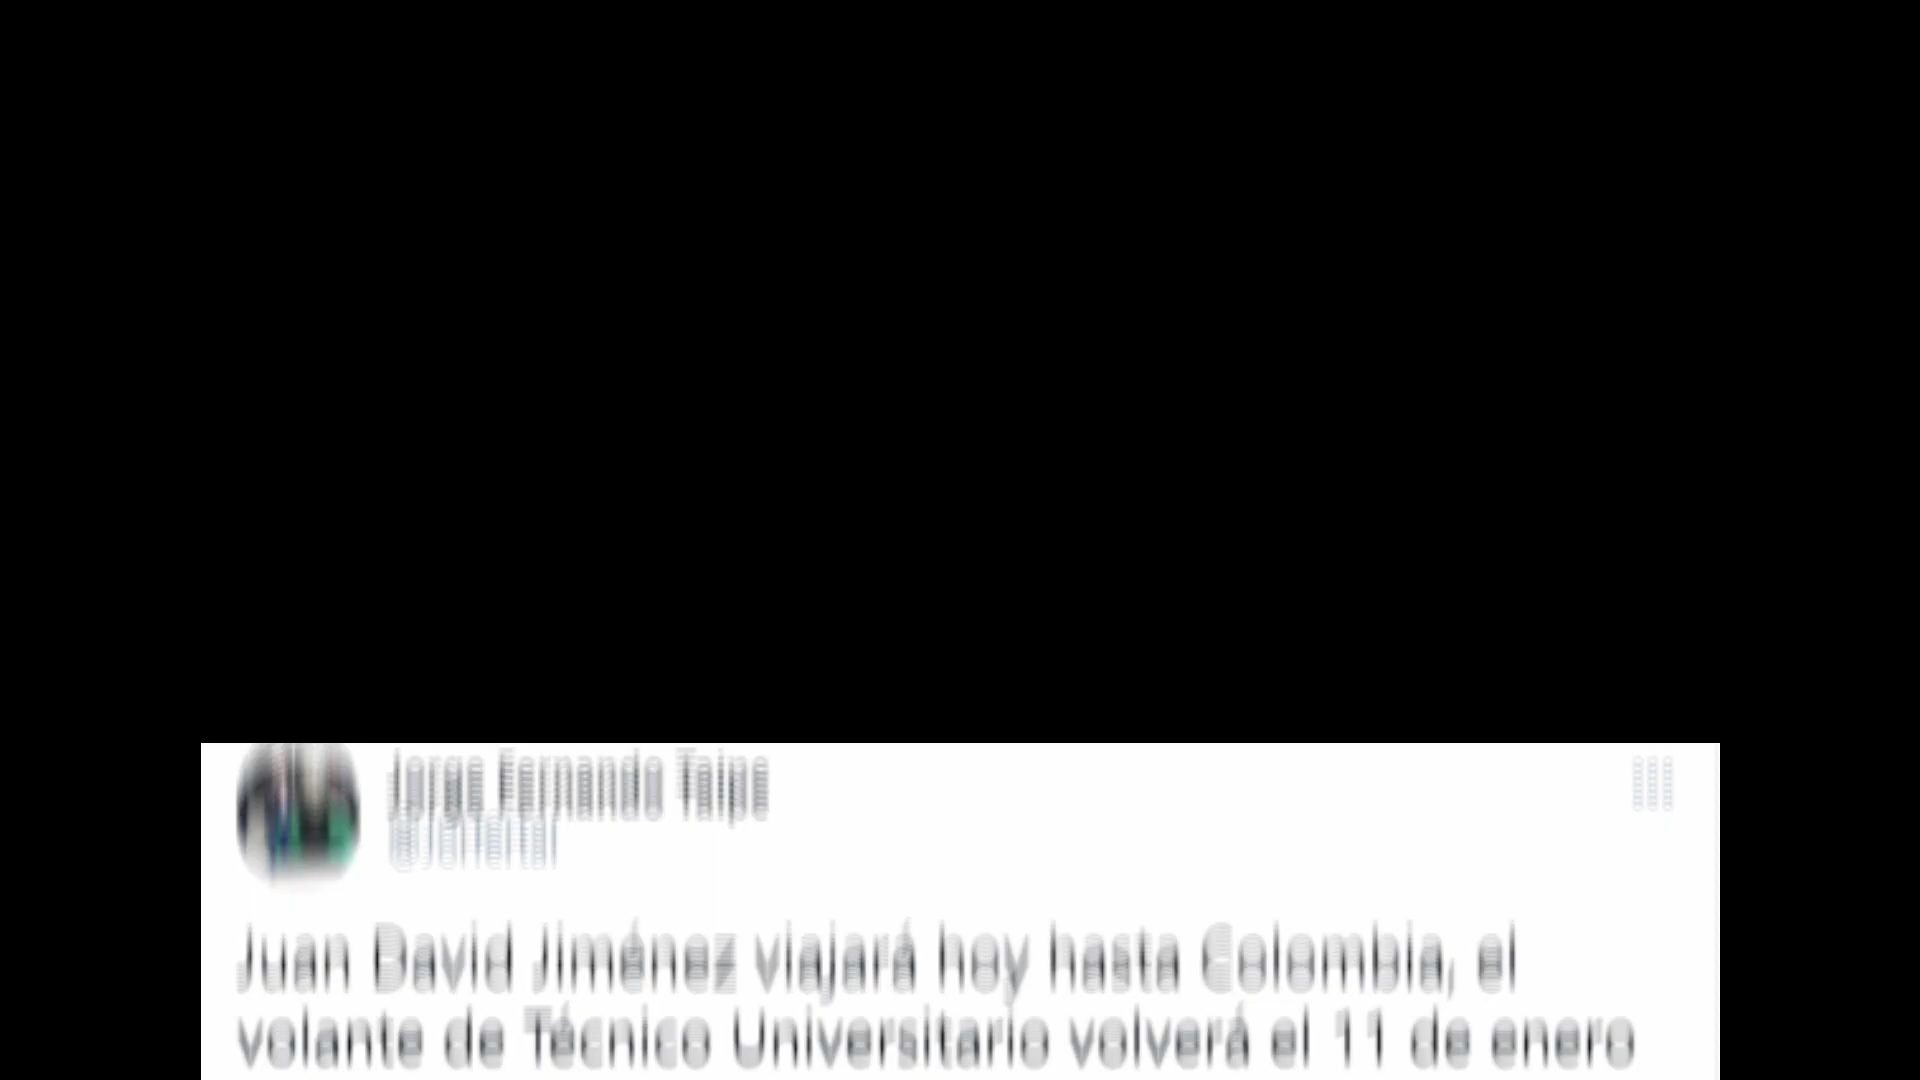 Jorge Fernando Taipe
Juan David Jiménez viajará hoy hasta Colombia, el
volante de Técnico Universitario volverá el 11 de enero